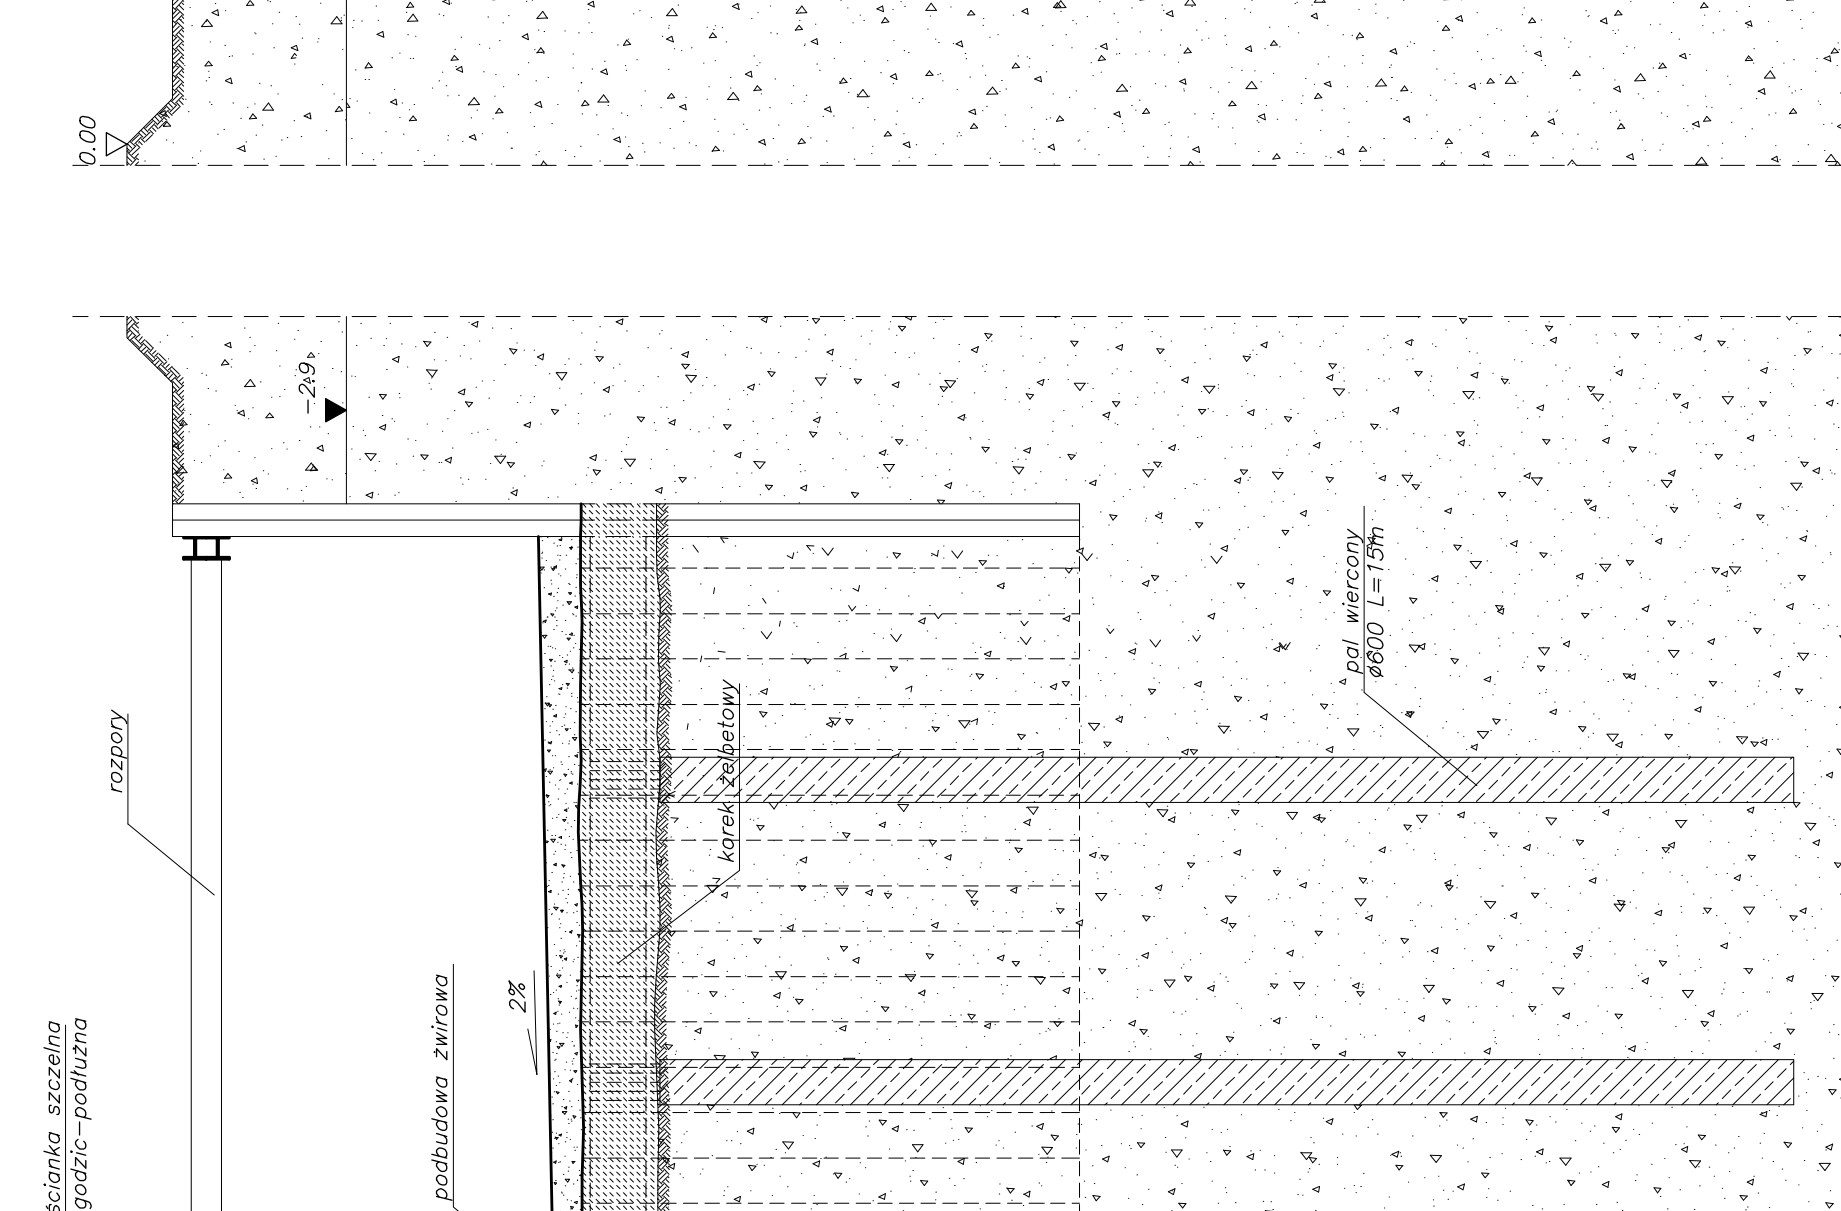 0.00
-2.9
rozpory
pal wiercony
ø600 L=15m
korek żelbetowy
2%
podbudowa żwirowa
ścianka szczelna
godzic-podłużna